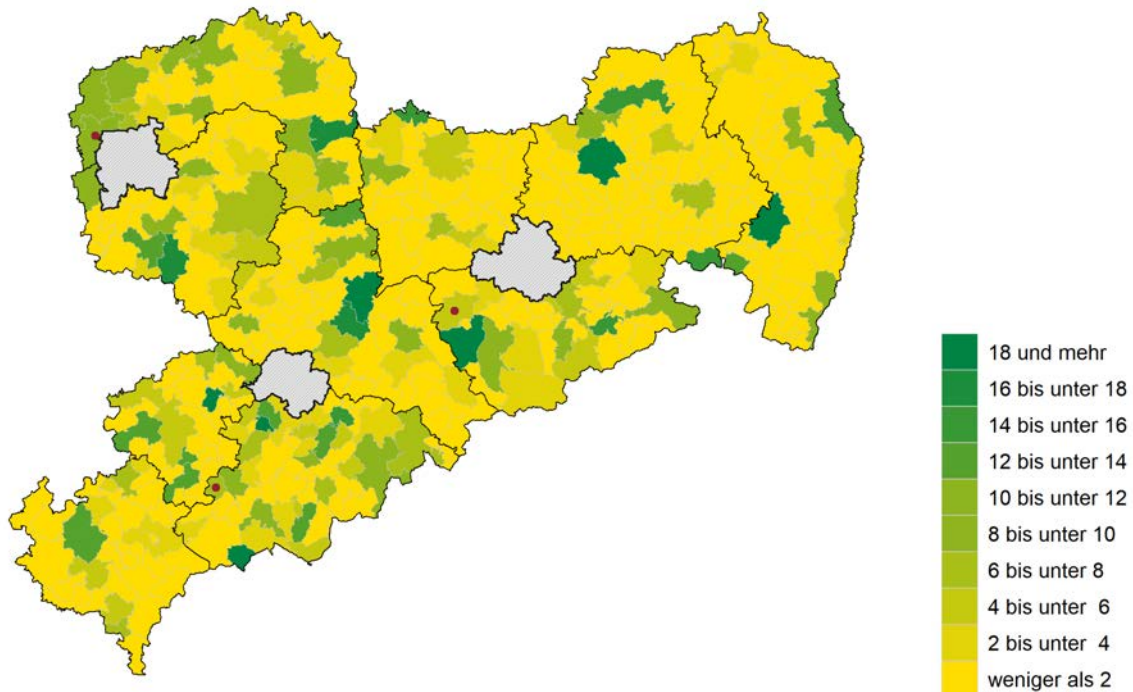 18 und mehr
16 bis unter 18
14 bis unter 16
12 bis unter 14
10 bis unter 12
8 bis unter 10
6 bis unter 8
4 bis unter 6
2 bis unter 4
weniger als 2